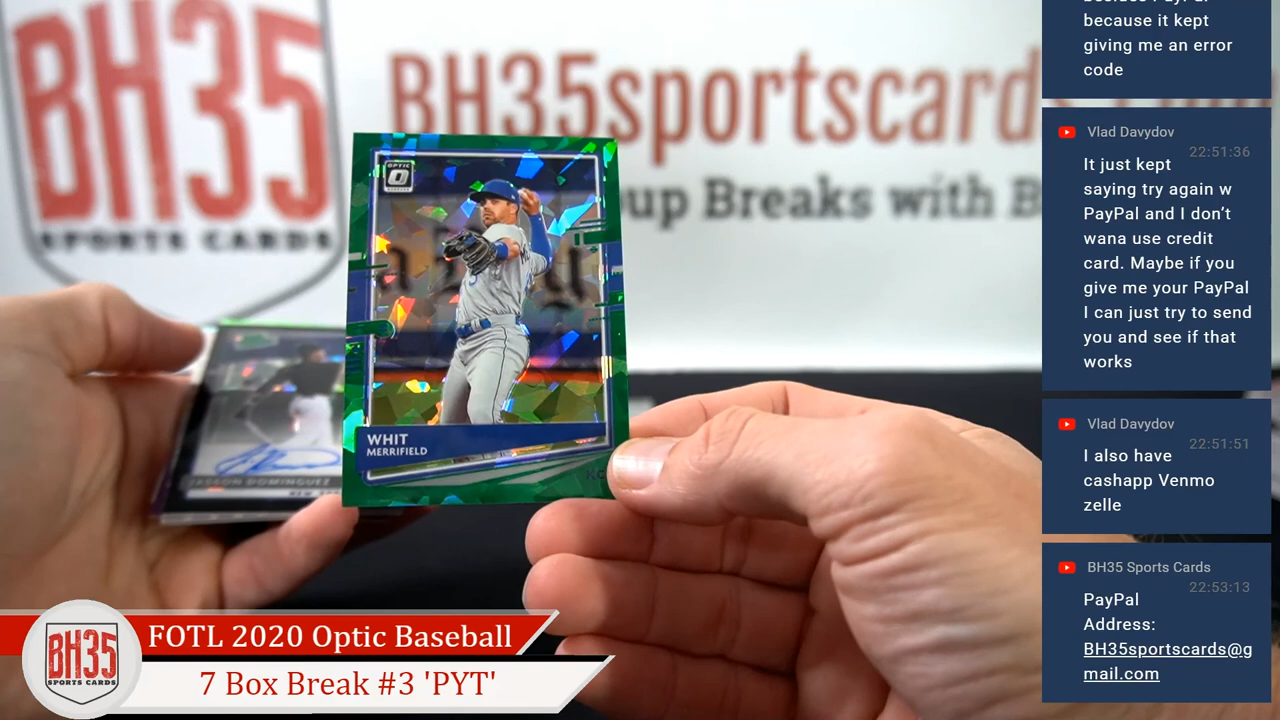 BH35
SPORTS CARDS
BH35sportscard
up Breaks with B
OPTIC
WHIT
MERRIFIELD
JASSON DOMINGUEZ
FOTL 2020 Optic Baseball
7 Box Break #3 'PYT'
BH35
SPORTS CARDS
because it kept
giving me an error
code
Vlad Davydov
22:51:36
It just kept
saying try again w
PayPal and I don’t
wana use credit
card. Maybe if you
give me your PayPal
I can just try to send
you and see if that
works
Vlad Davydov
22:51:51
I also have
cashapp Venmo
zelle
BH35 Sports Cards
22:53:13
PayPal
Address:
BH35sportscards@g
mail.com